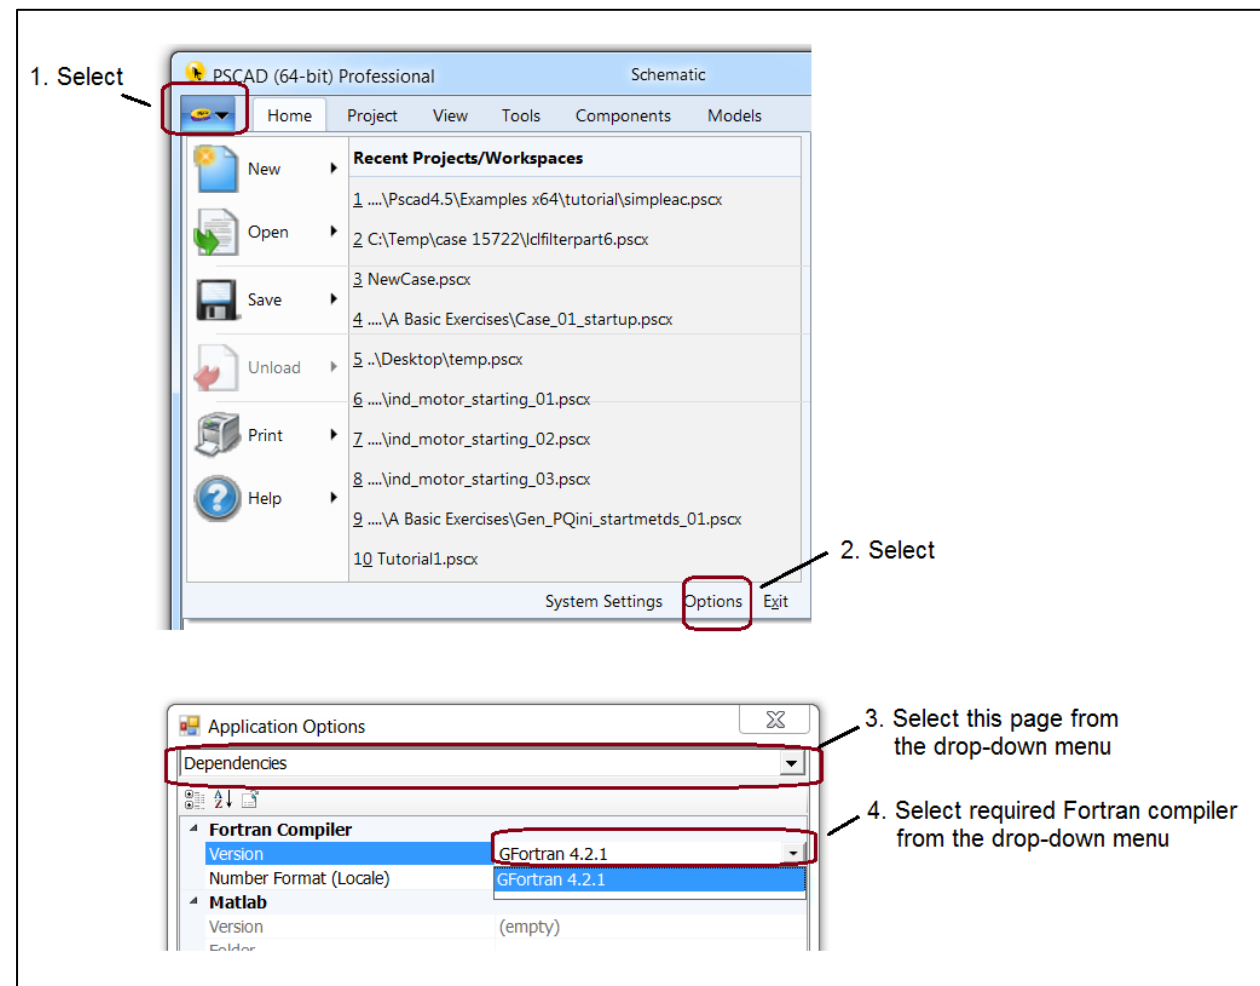 1. Select
PSCAD (64-bit) Professional
Schematic
Home
Project
View
Tools
Components
Models
New
Open
Save
Unload
Print
Help
Recent Projects/Workspaces
1 ....\Pscad4.5\Examples x64\tutorial\simpleac.pscx
2 C:\Temp\case 15722\lclfilterpart6.pscx
3 NewCase.pscx
4 ....\A Basic Exercises\Case_01_startup.pscx
5 ..\Desktop\temp.pscx
6 ....\ind_motor_starting_01.pscx
7 ....\ind_motor_starting_02.pscx
8 ....\ind_motor_starting_03.pscx
9 ....\A Basic Exercises\Gen_PQini_startmetds_01.pscx
10 Tutorial1.pscx
2. Select
System Settings
Options
Exit
Application Options
3. Select this page from
the drop-down menu
Dependencies
4. Select required Fortran compiler
from the drop-down menu
Fortran Compiler
Version
GFortran 4.2.1
Number Format (Locale)
GFortran 4.2.1
Matlab
Version
(empty)
Folder